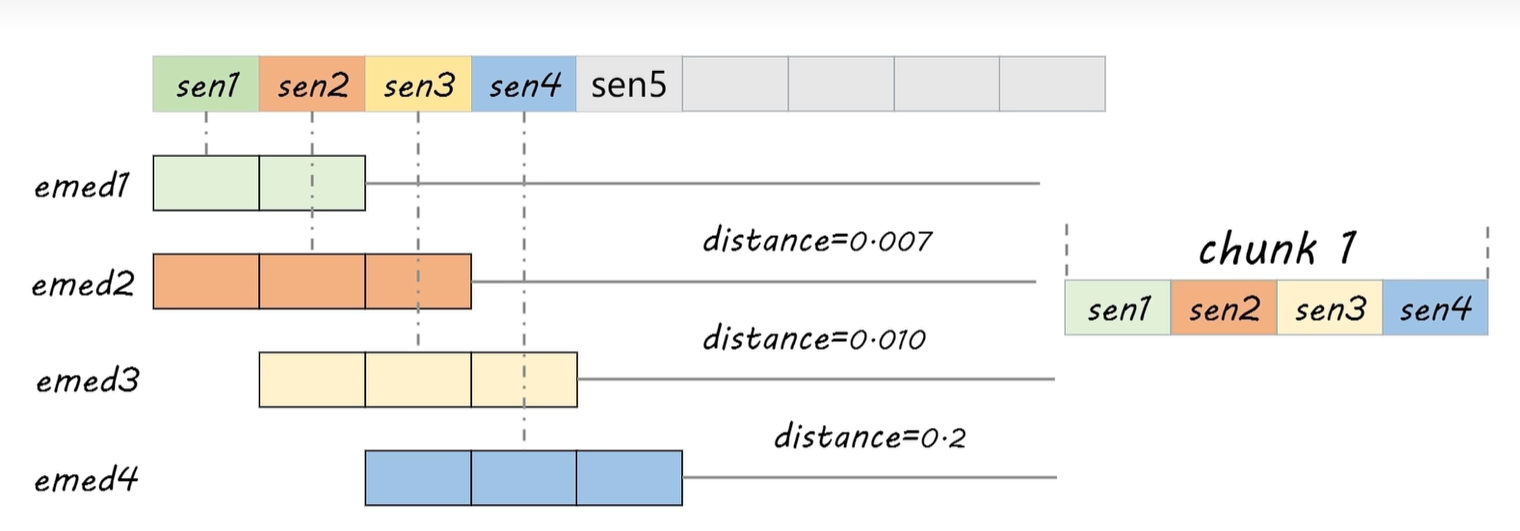 sen1 sen2 sen3 sen4 sen5
emed1
distance=0.007
emed2
chunk 1
sen1 sen2 sen3 sen4
distance=0.010
emed3
distance=0.2
emed4